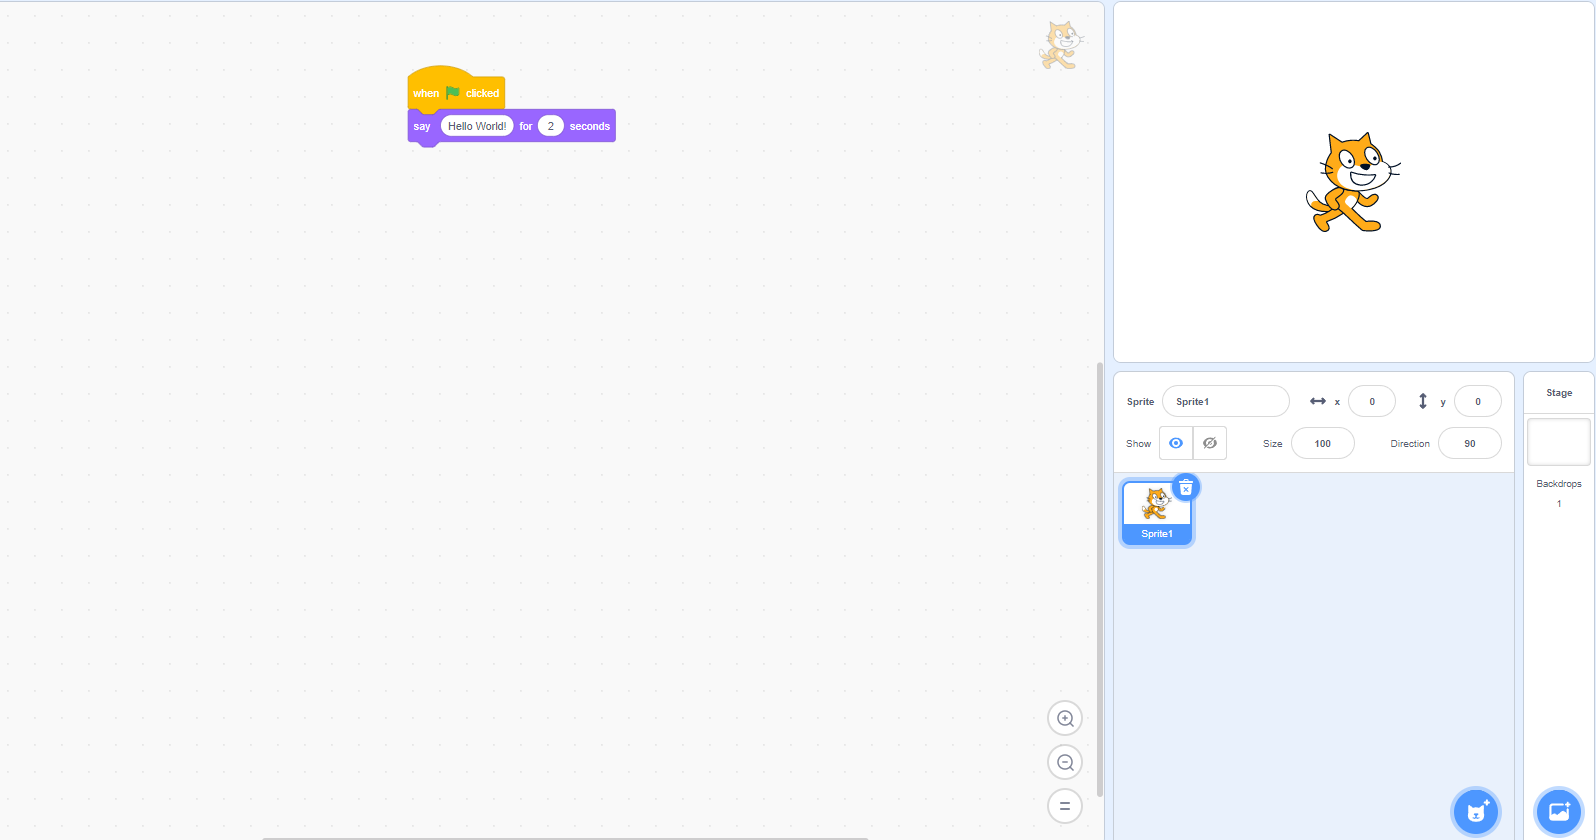 when clicked
say Hello World! for 2 seconds
Sprite Sprite1 x 0 y 0
Show Size 100 Direction 90
Sprite1
Stage
Backdrops
1